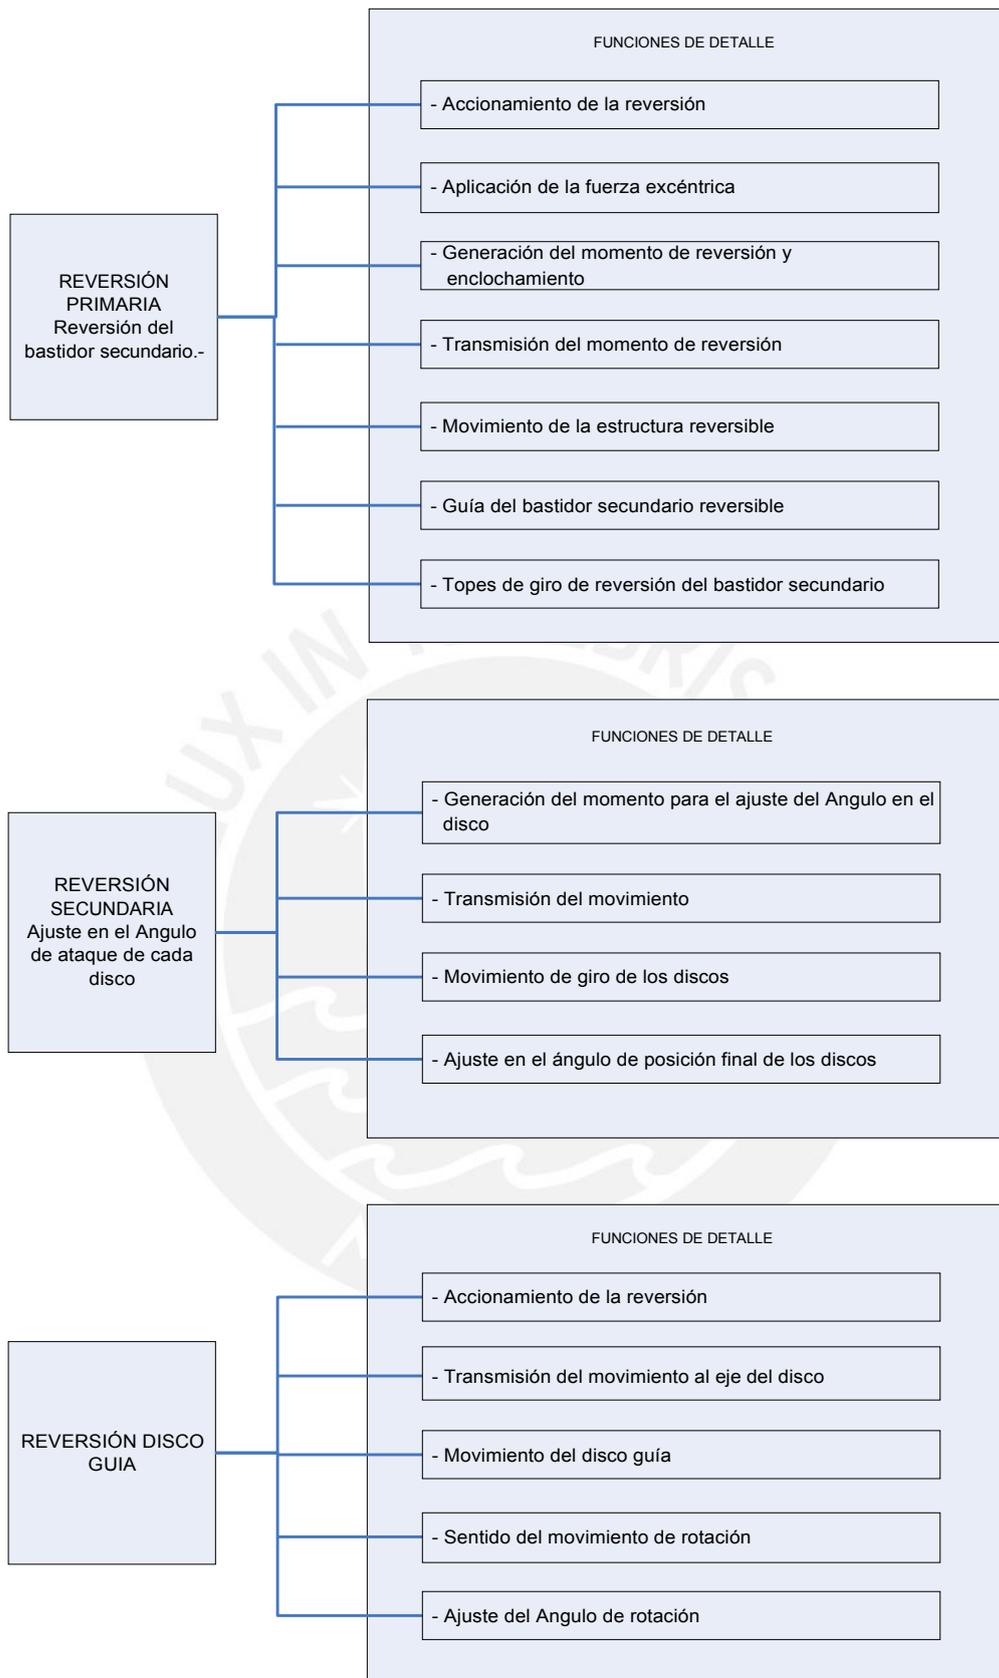 FUNCIONES DE DETALLE
- Accionamiento de la reversión
- Aplicación de la fuerza excéntrica
- Generación del momento de reversión y
enclochamiento
- Transmisión del momento de reversión
- Movimiento de la estructura reversible
- Guía del bastidor secundario reversible
- Topes de giro de reversión del bastidor secundario
REVERSIÓN
PRIMARIA
Reversión del
bastidor secundario.-
FUNCIONES DE DETALLE
- Generación del momento para el ajuste del Angulo en el
disco
- Transmisión del movimiento
- Movimiento de giro de los discos
- Ajuste en el ángulo de posición final de los discos
REVERSIÓN
SECUNDARIA
Ajuste en el Angulo
de ataque de cada
disco
FUNCIONES DE DETALLE
- Accionamiento de la reversión
- Transmisión del movimiento al eje del disco
- Movimiento del disco guía
- Sentido del movimiento de rotación
- Ajuste del Angulo de rotación
REVERSIÓN DISCO
GUIA